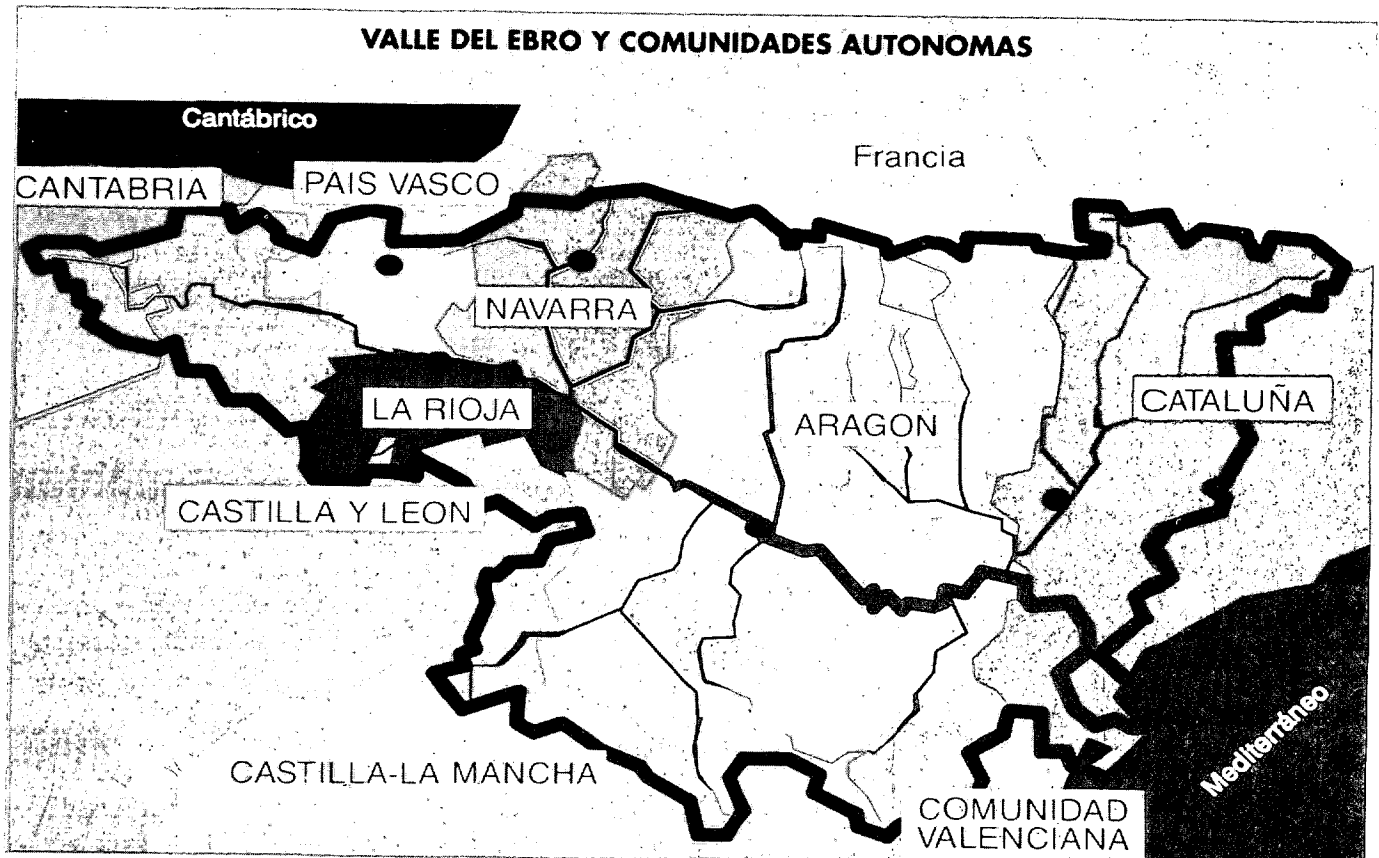 VALLE DEL EBRO Y COMUNIDADES AUTONOMAS
Cantábrico
Francia
CANTABRIA
PAIS VASCO
NAVARRA
LA RIOJA
ARAGON
CATALUÑA
CASTILLA Y LEON
Mediterráneo
CASTILLA-LA MANCHA
COMUNIDAD
VALENCIANA